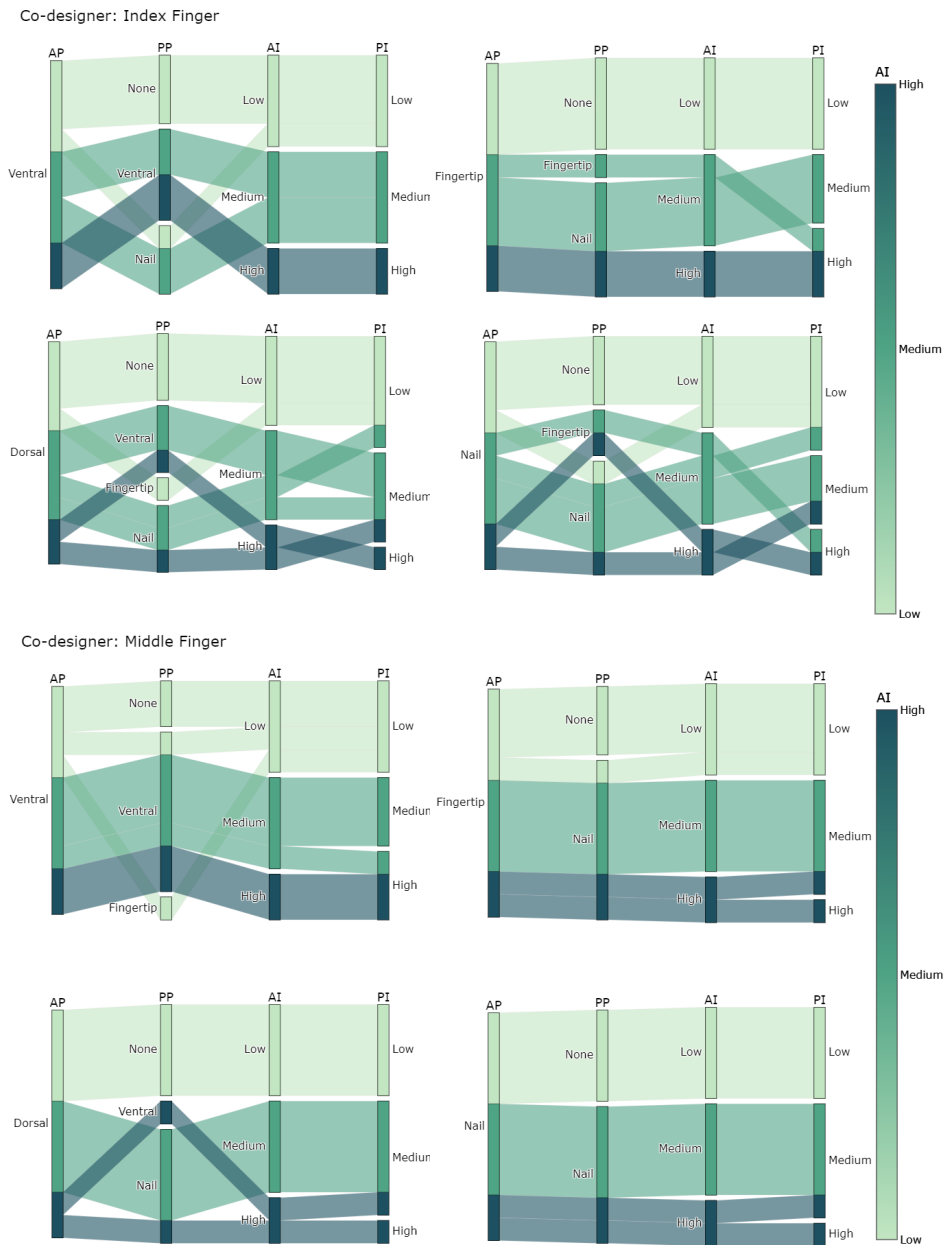 Co-designer: Index Finger
AP PP AI PI
None
Low
Low
Ventral
Ventral
Medium
Medium
Nail
High
High
AP PP AI PI
None
Low
Low
Fingertip
Fingertip
Medium
Medium
Nail
High
High
AI
High
Medium
Low
AP PP AI PI
None
Low
Low
Dorsal
Ventral
Medium
Medium
Fingertip
Nail
High
High
AP PP AI PI
None
Low
Low
Nail
Fingertip
Medium
Medium
Nail
High
High
Co-designer: Middle Finger
AP PP AI PI
None
Low
Low
Ventral
Ventral
Medium
Medium
Fingertip
High
High
AP PP AI PI
None
Low
Low
Fingertip
Nail
Medium
Medium
High
High
AI
High
Medium
Low
AP PP AI PI
None
Low
Low
Dorsal
Ventral
Medium
Medium
Nail
High
High
AP PP AI PI
None
Low
Low
Nail
Nail
Medium
Medium
High
High